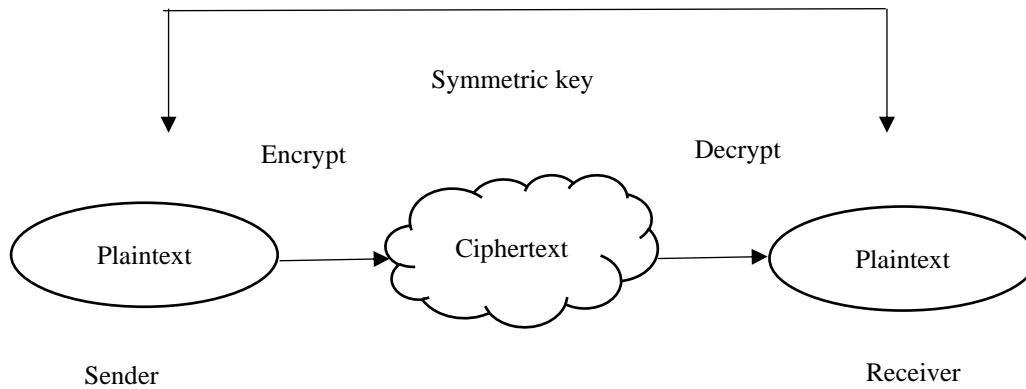 Symmetric key
Encrypt
Decrypt
Plaintext
Ciphertext
Plaintext
Sender
Receiver